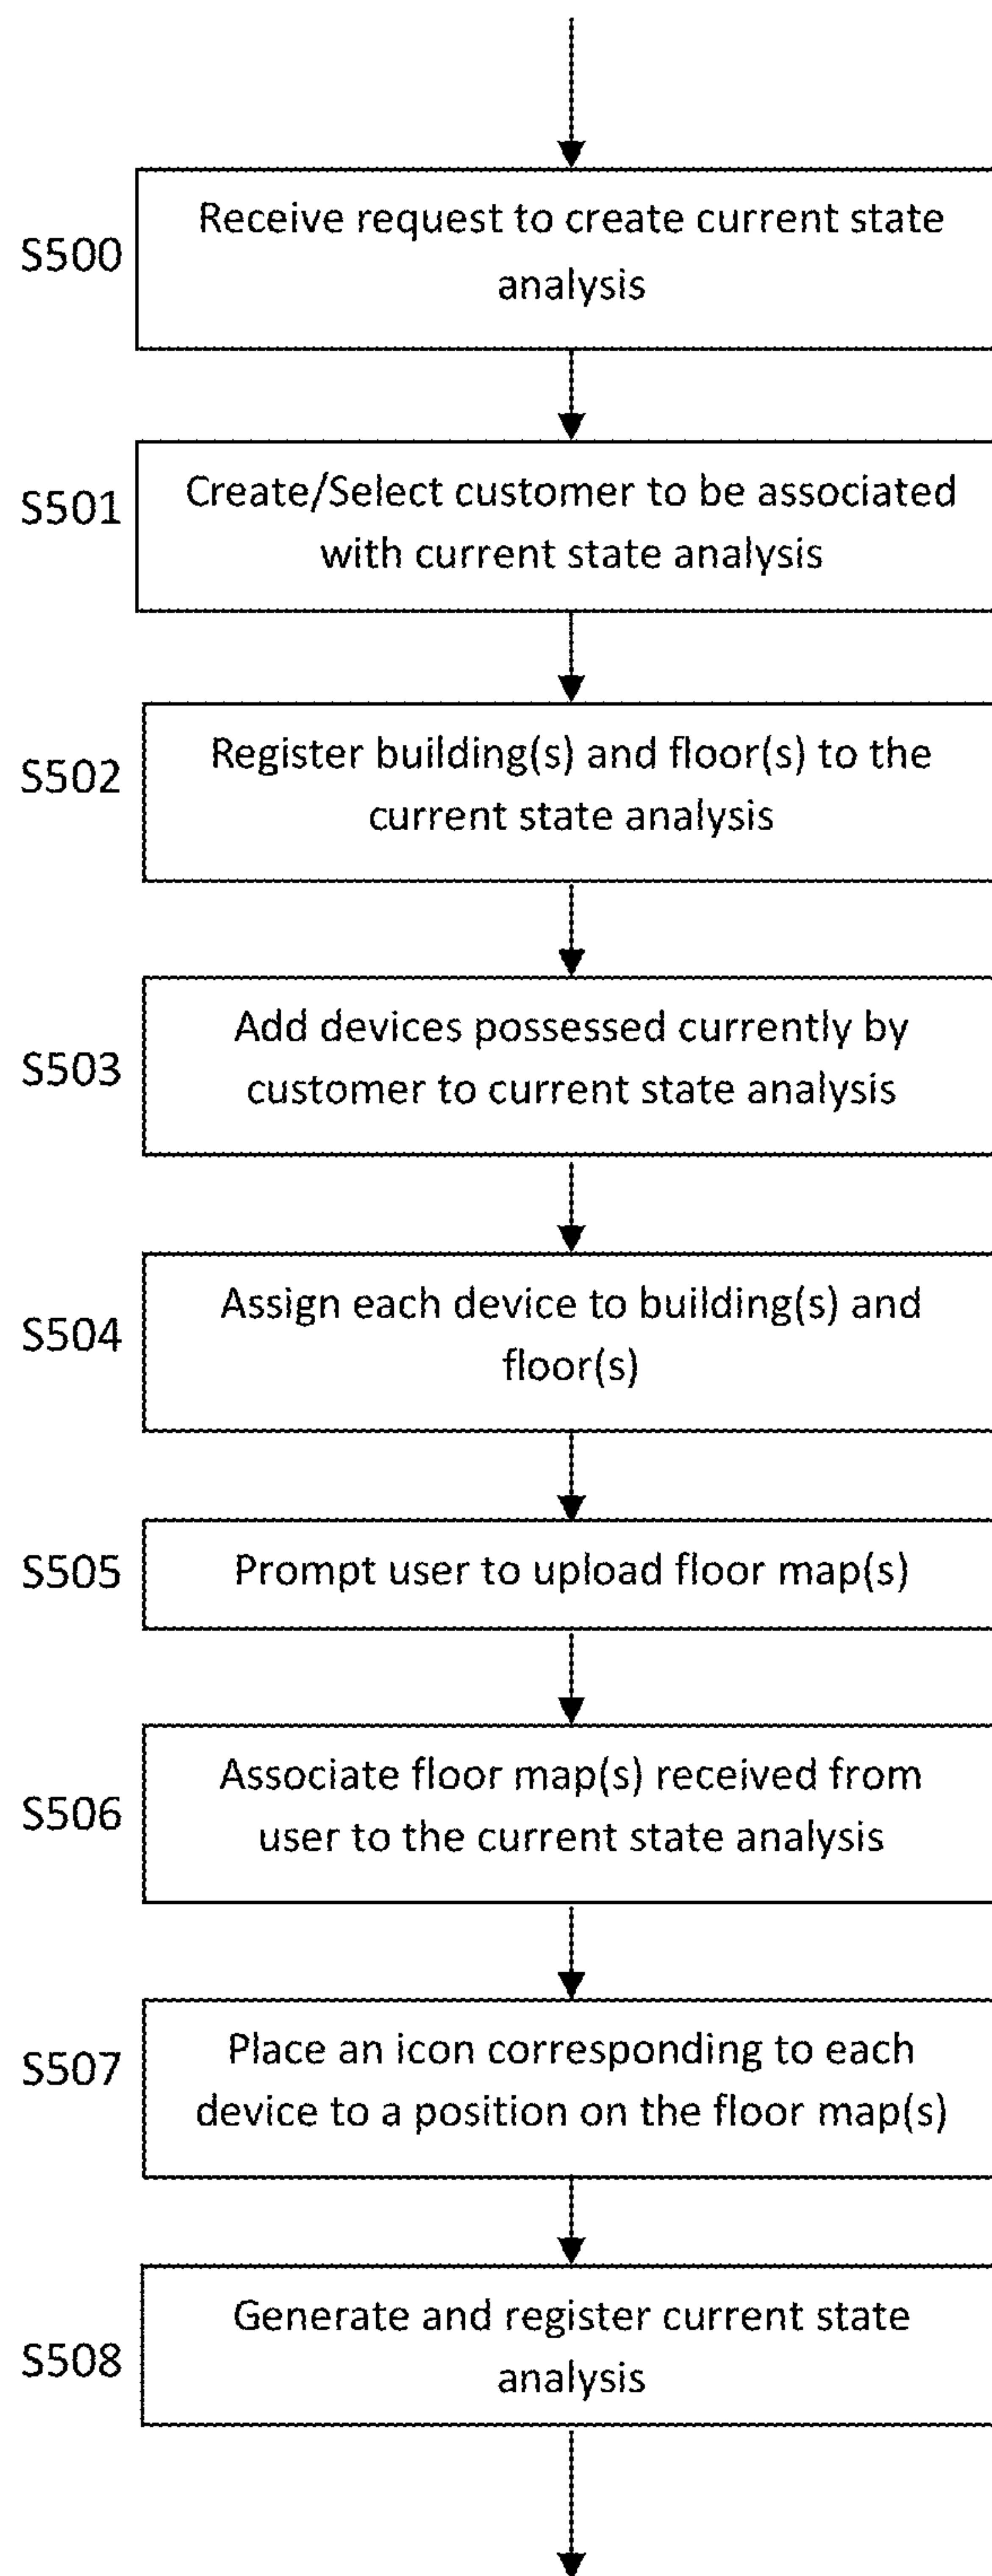 S500
Receive request to create current state
analysis
S501
Create/Select customer to be associated
with current state analysis
S502
Register building(s) and floor(s) to the
current state analysis
S503
Add devices possessed currently by
customer to current state analysis
S504
Assign each device to building(s) and
floor(s)
S505
Prompt user to upload floor map(s)
S506
Associate floor map(s) received from
user to the current state analysis
S507
Place an icon corresponding to each
device to a position on the floor map(s)
S508
Generate and register current state
analysis